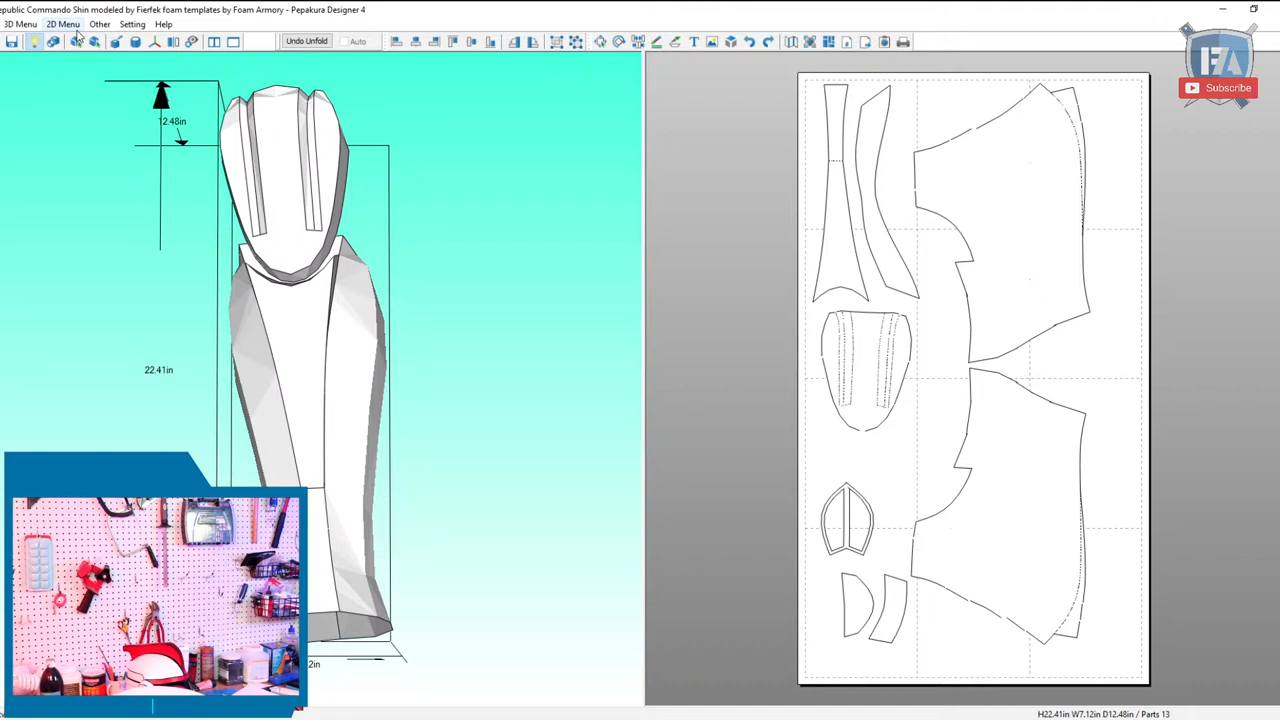 epublic Commando Shin modeled by Fierfek foam templates by Foam Armory - Pepakura Designer 4
3D Menu 2D Menu Other Setting Help
Undo Unfold Auto
Subscribe
12.48in
22.41in
2in
H22.41in W7.12in D12.48in / Parts 13